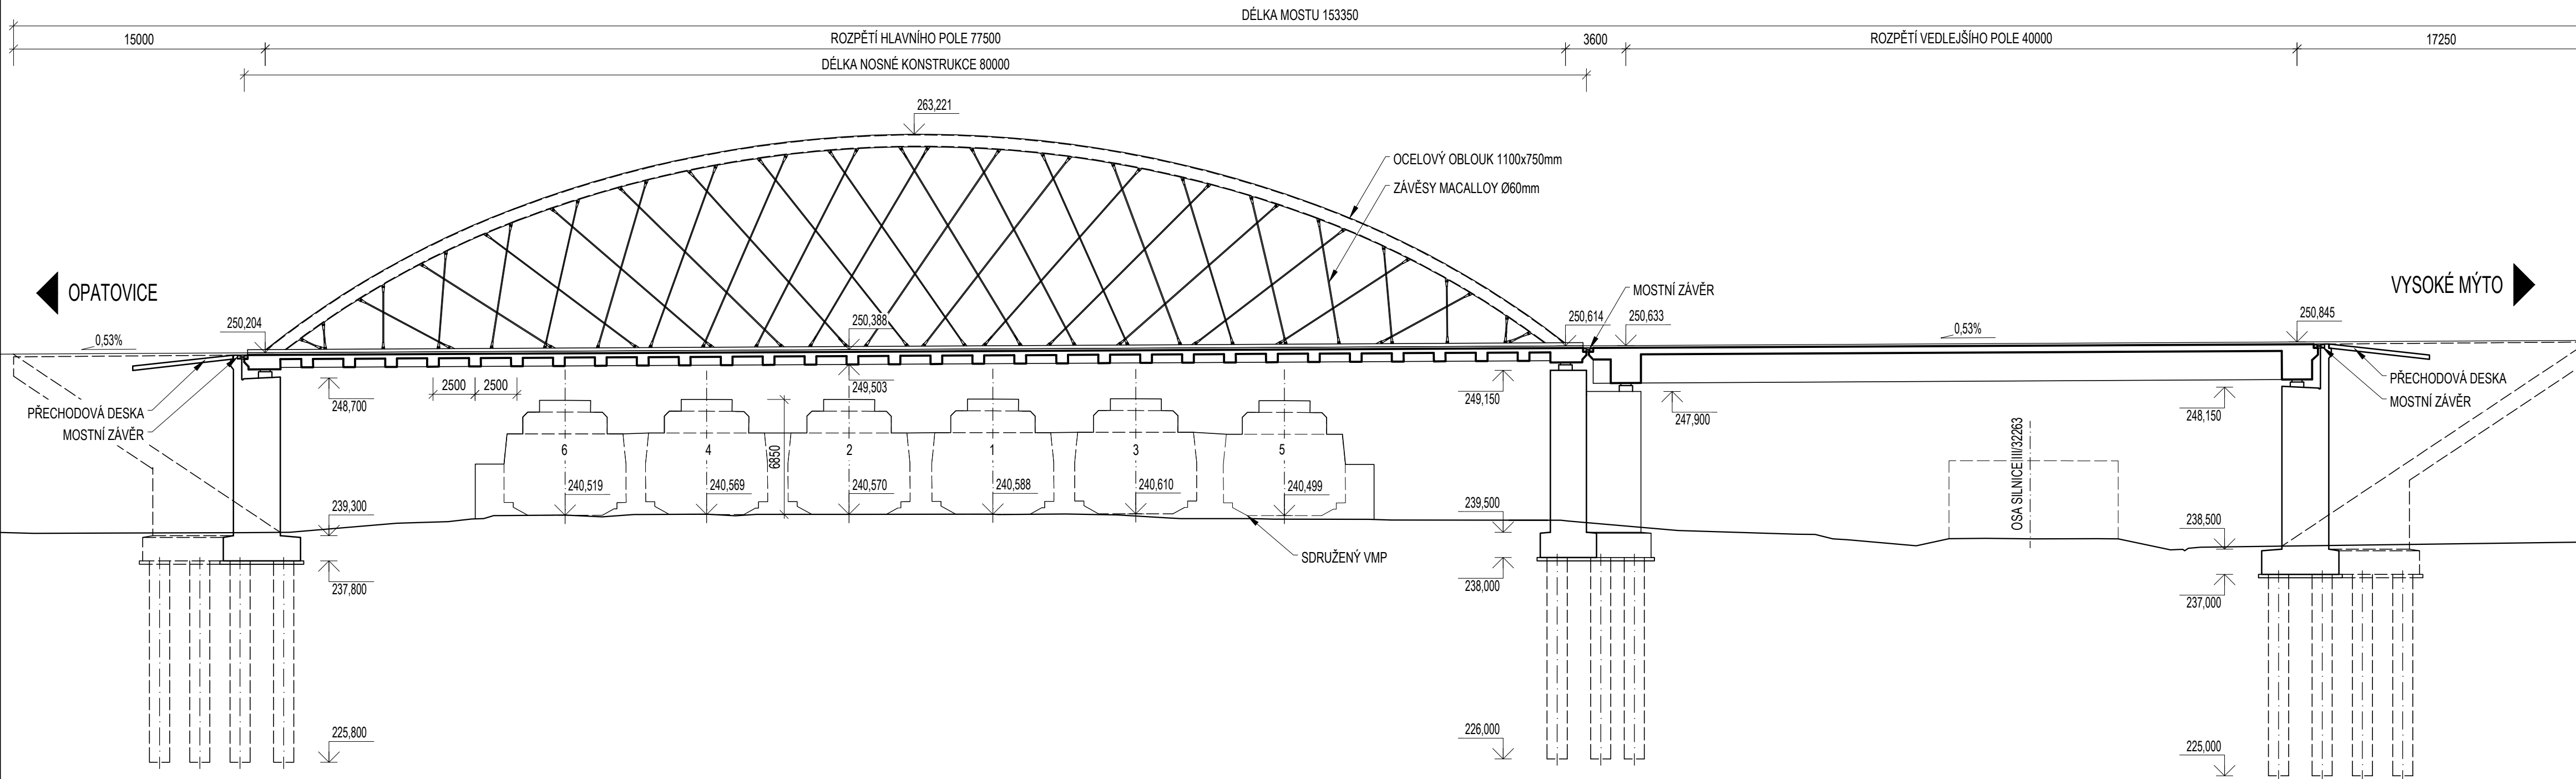 DÉLKA MOSTU 153350
15000
ROZPĚTÍ HLAVNÍHO POLE 77500
3600
ROZPĚTÍ VEDLEJŠÍHO POLE 40000
17250
DÉLKA NOSNÉ KONSTRUKCE 80000
263,221
OCELOVÝ OBLOUK 1100x750mm
ZÁVĚSY MACALLOY Ø60mm
OPATOVICE
VYSOKÉ MÝTO
MOSTNÍ ZÁVĚR
0,53%
250,204
250,388
250,614
250,633
0,53%
250,845
2500
2500
248,700
249,503
249,150
247,900
248,150
PŘECHODOVÁ DESKA
MOSTNÍ ZÁVĚR
PŘECHODOVÁ DESKA
MOSTNÍ ZÁVĚR
6
4
2
1
3
5
6850
OSA SILNICE III/32263
240,519
240,569
240,570
240,588
240,610
240,499
239,300
239,500
238,500
SDRUŽENÝ VMP
237,800
238,000
237,000
225,800
226,000
225,000